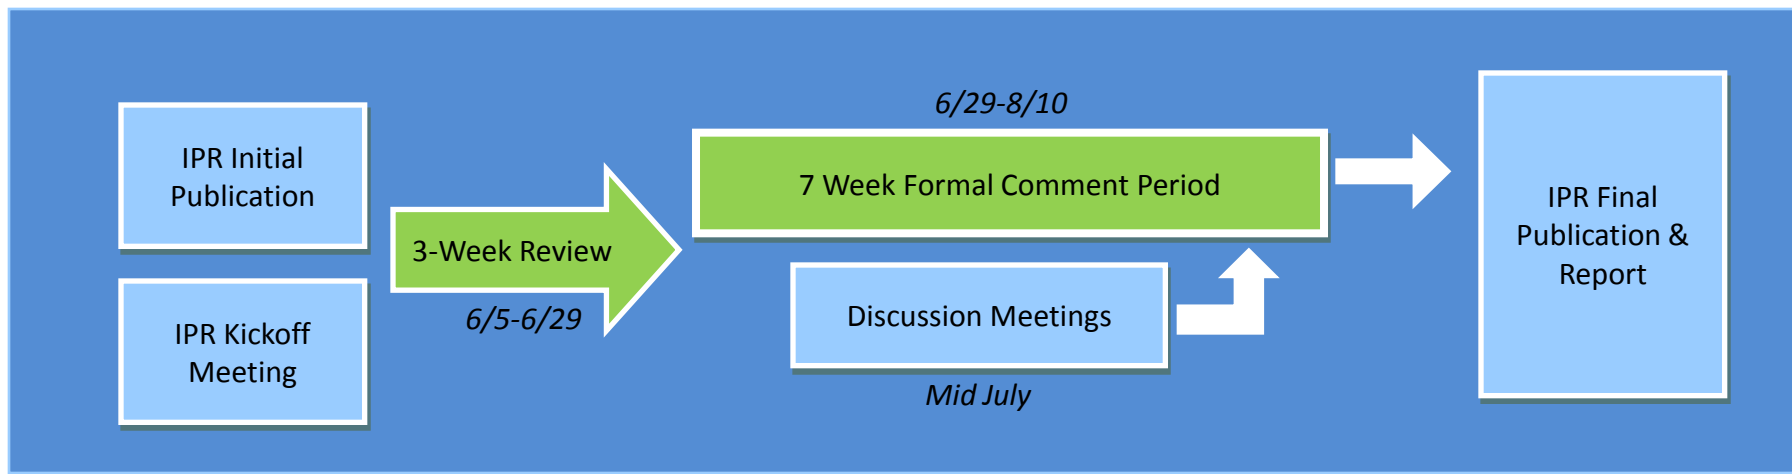 IPR Initial
Publication
IPR Kickoff
Meeting
3-Week Review
6/5-6/29
6/29-8/10
7 Week Formal Comment Period
Discussion Meetings
Mid July
IPR Final
Publication &
Report